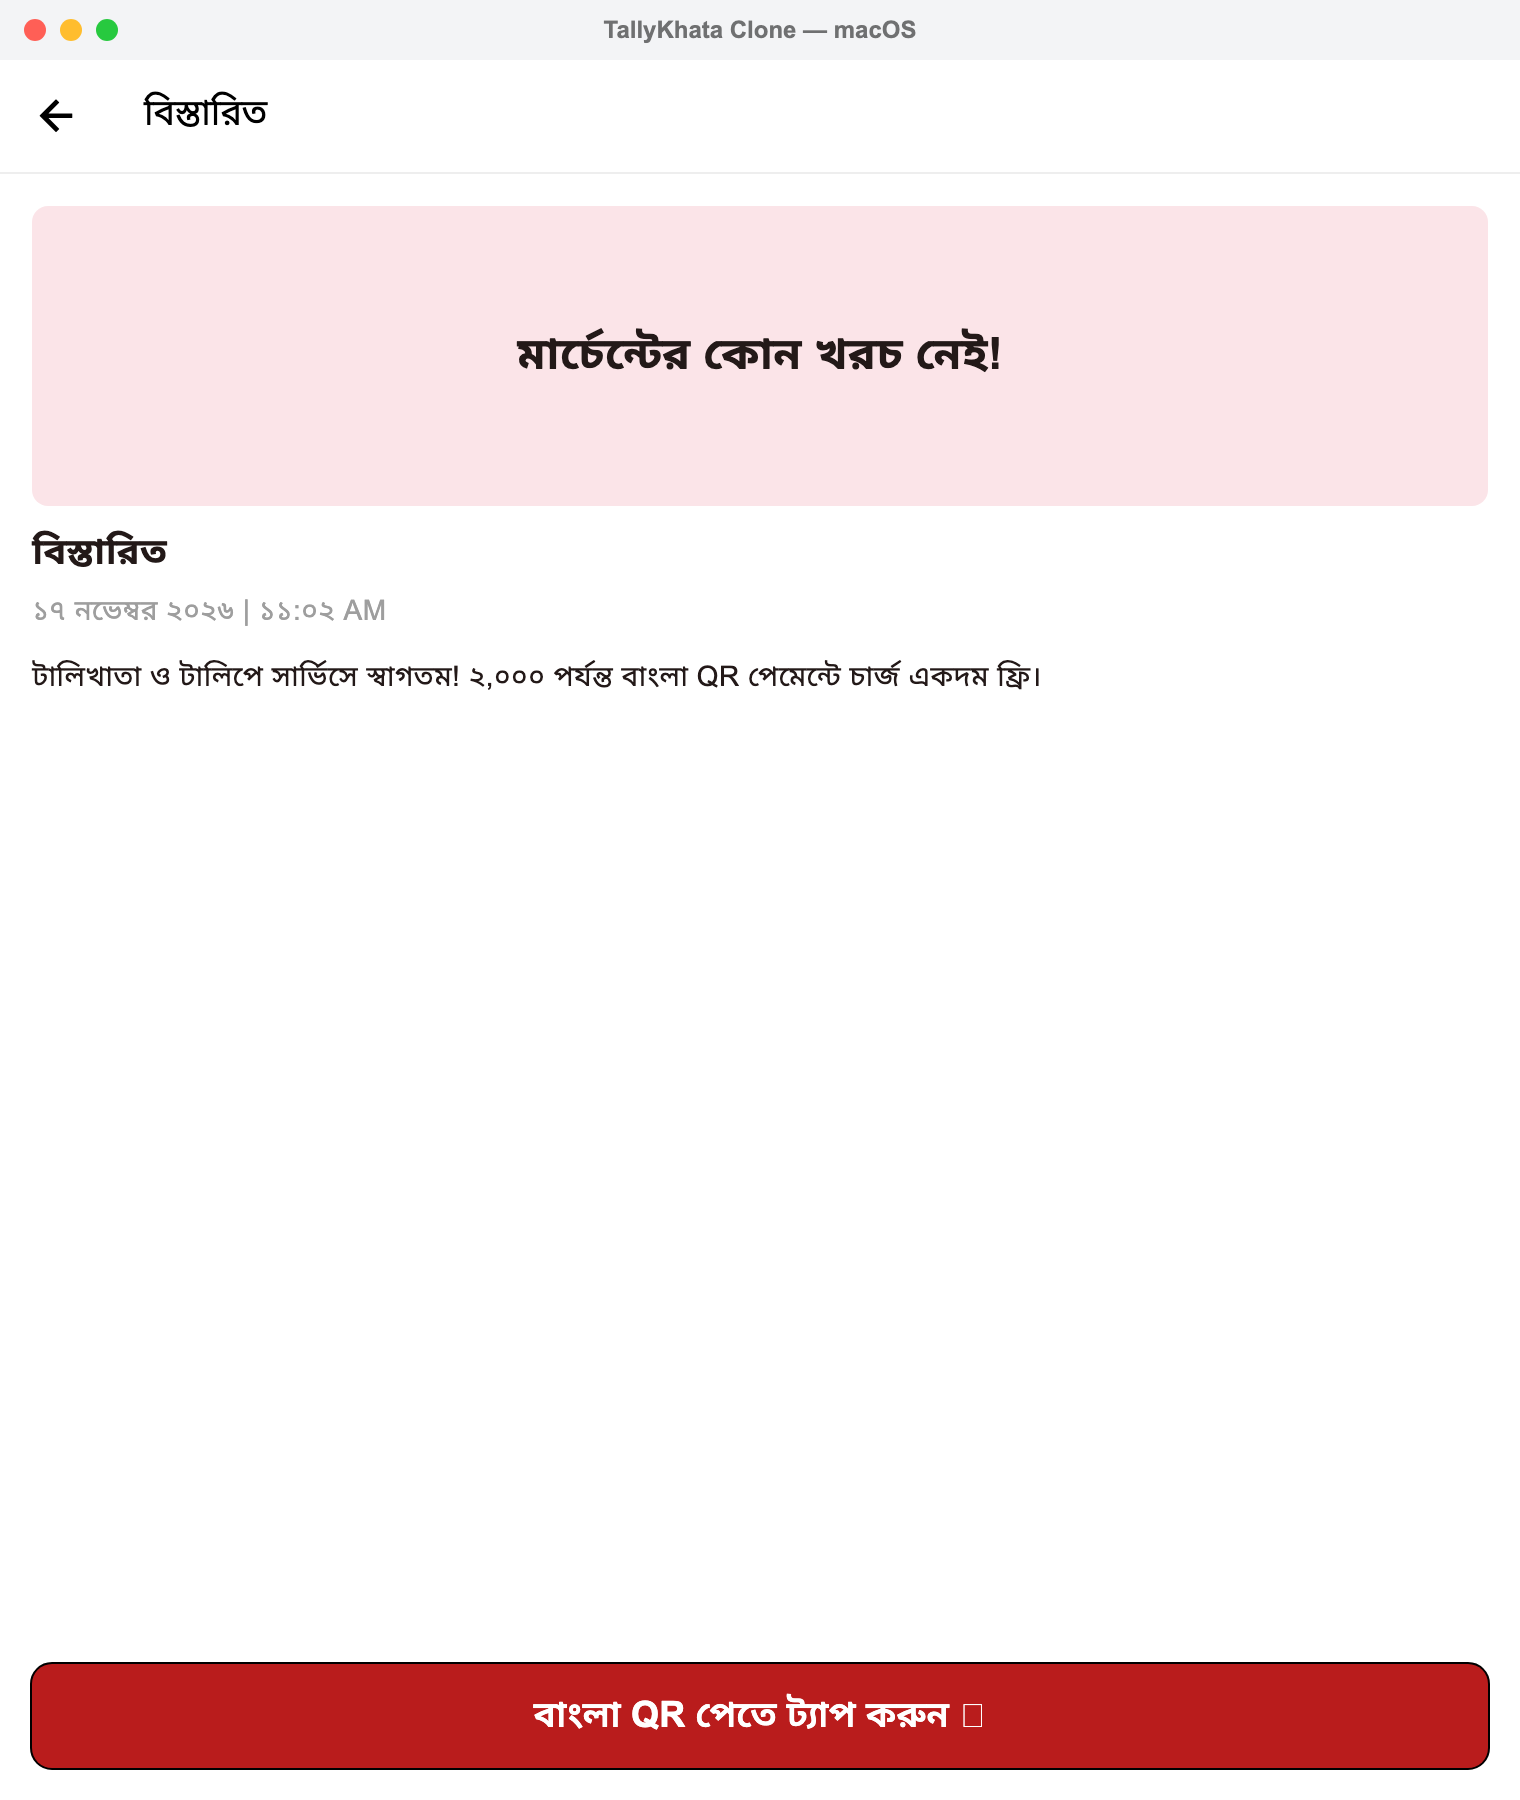 TallyKhata Clone — macOS
বিস্তারিত
মার্চেন্টের কোন খরচ নেই!
বিস্তারিত
১৭ নভেম্বর ২০২৬ | ১১:০২ AM
টালিখাতা ও টালিপে সার্ভিসে স্বাগতম! ২,০০০ পর্যন্ত বাংলা QR পেমেন্টে চার্জ একদম ফ্রি।
বাংলা QR পেতে ট্যাপ করুন